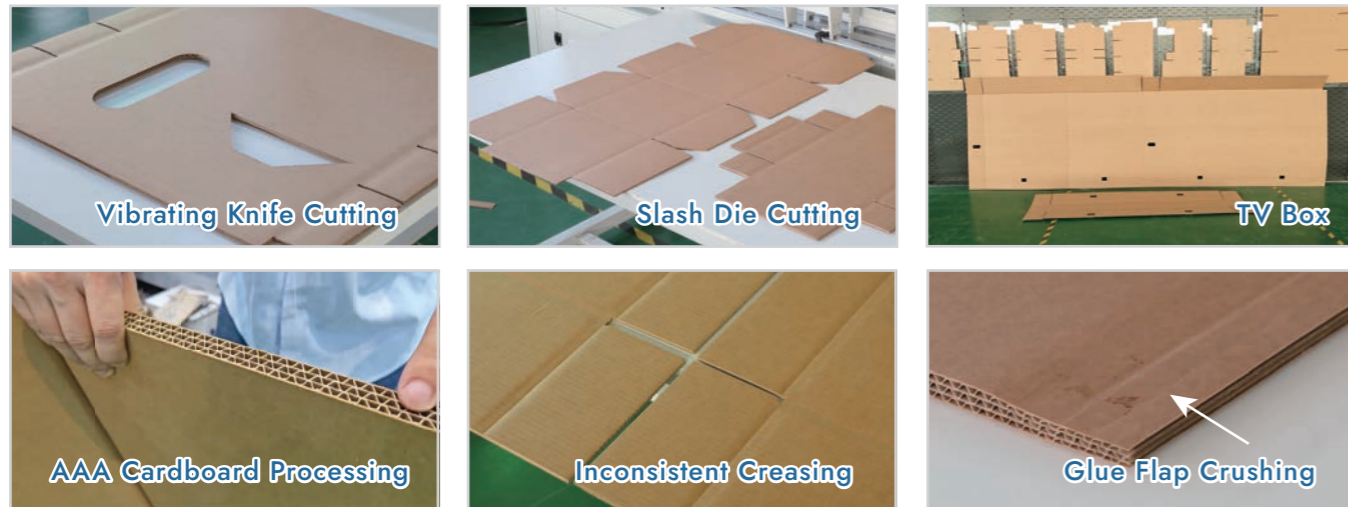 Vibrating Knife Cutting
Slash Die Cutting
TV Box
AAA Cardboard Processing
Inconsistent Creasing
Glue Flap Crushing